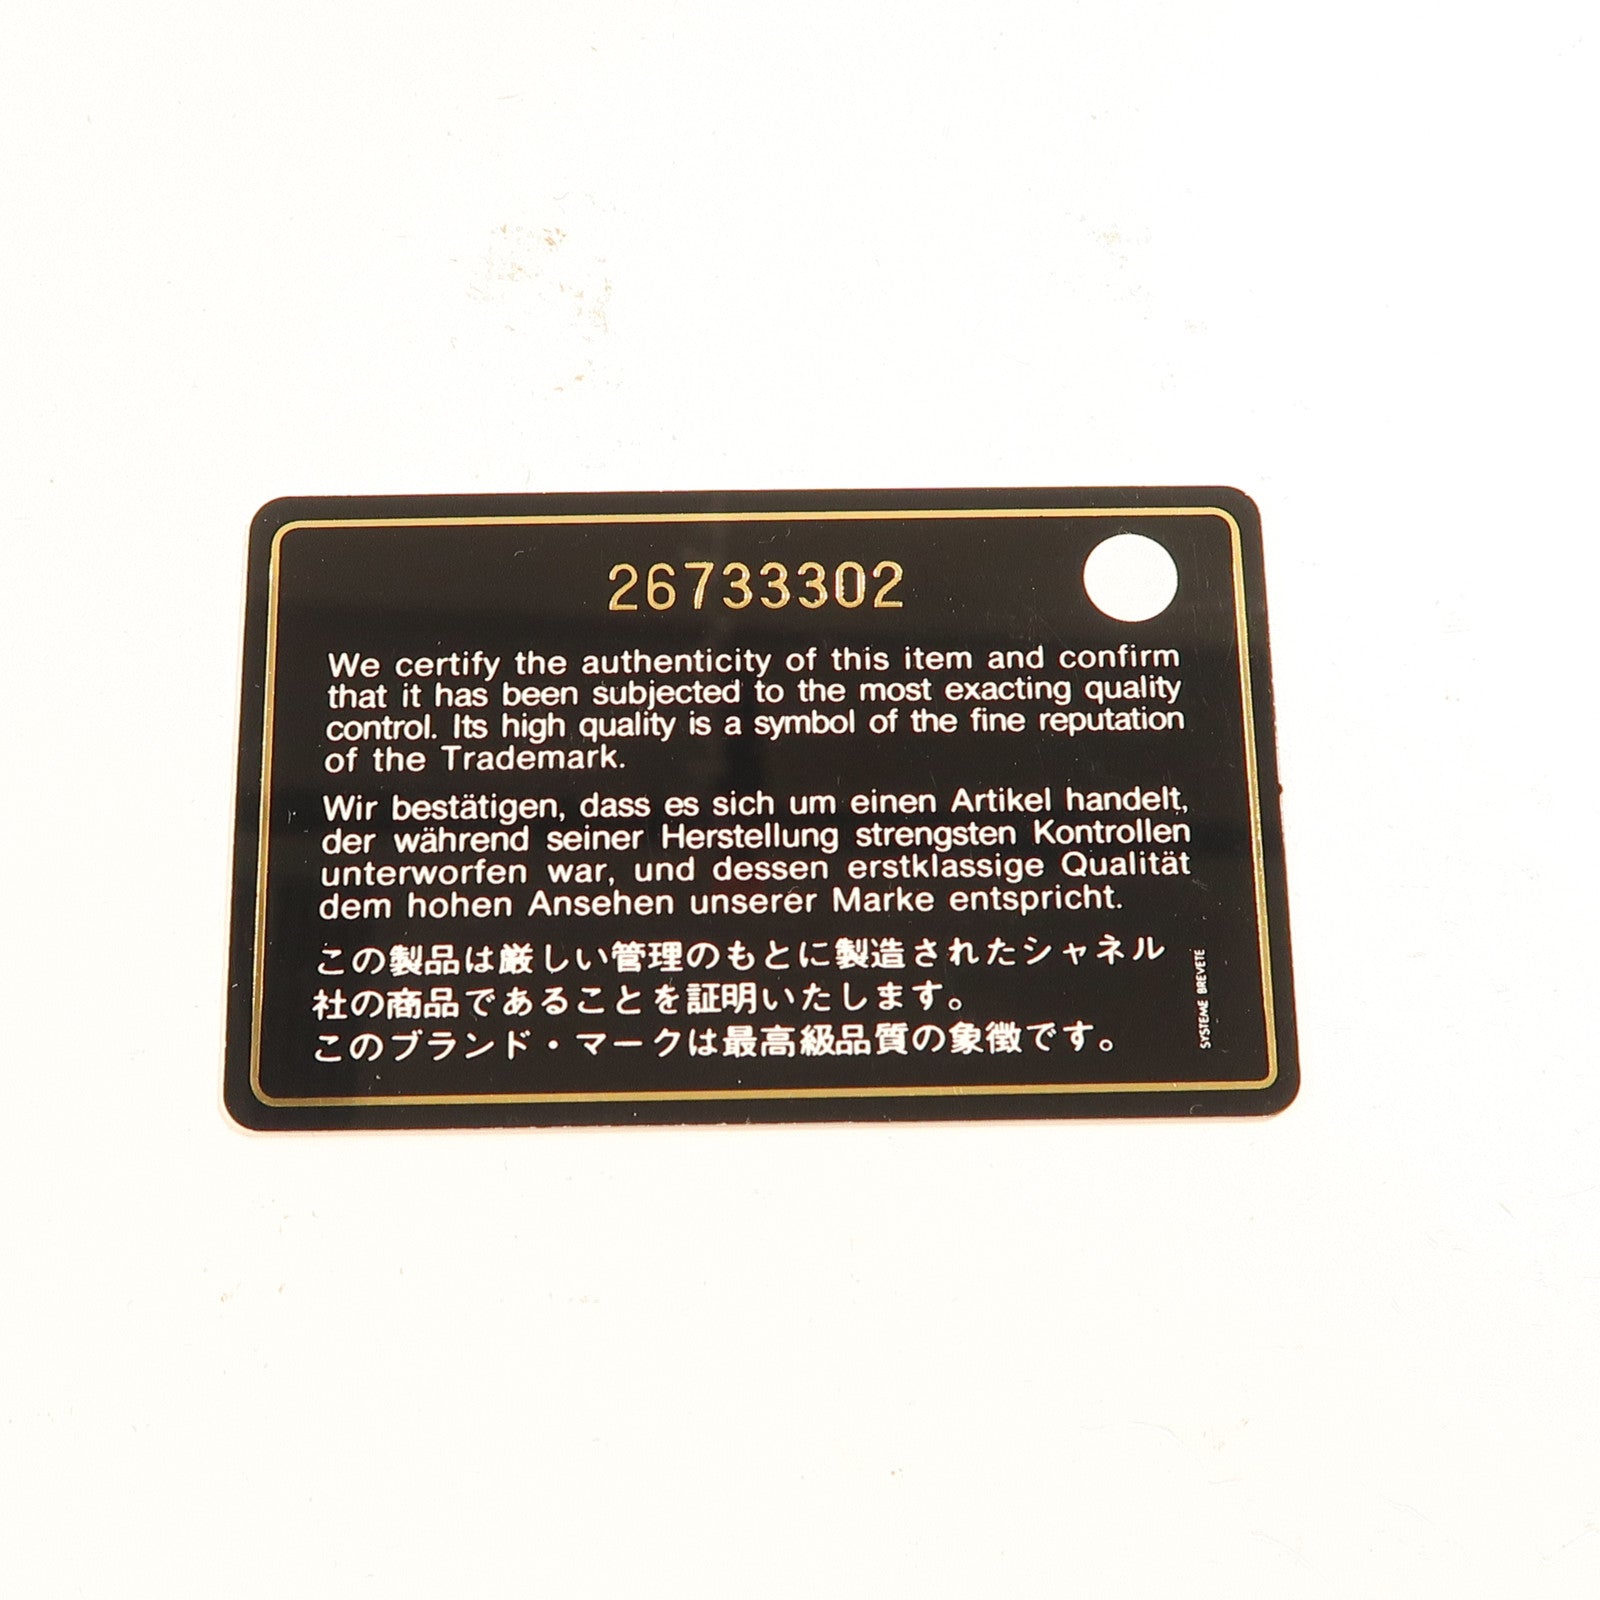 26733302
We certify the authenticity of this item and confirm
that it has been subjected to the most exacting quality
control. Its high quality is a symbol of the fine reputation
of the Trademark.
Wir bestätigen, dass es sich um einen Artikel handelt,
der während seiner Herstellung strengsten Kontrollen
unterworfen war, und dessen erstklassige Qualität
dem hohen Ansehen unserer Marke entspricht.
この製品は厳しい管理のもとに製造されたシャネル
社の商品であることを証明いたします。
このブランド・マークは最高級品質の象徴です。
SYSTEME BREVETE